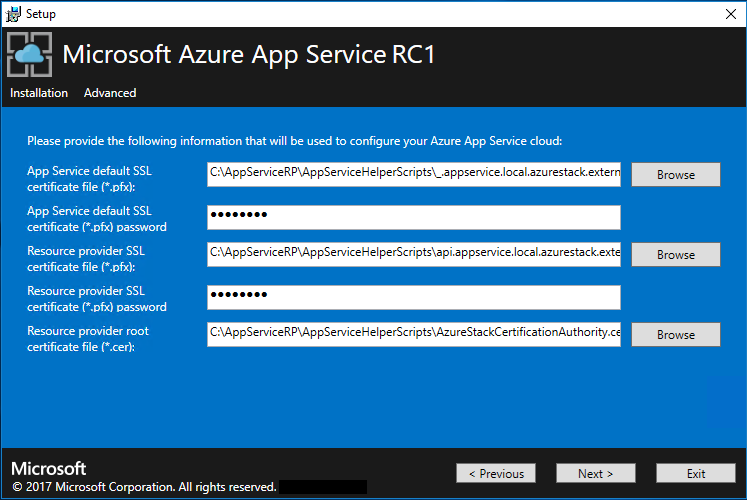 Setup
Microsoft Azure App Service RC1
Installation Advanced
Please provide the following information that will be used to configure your Azure App Service cloud:
App Service default SSL
certificate file (*.pfx):
C:\AppServiceRP\AppServiceHelperScripts\_.appservice.local.azurestack.extern
Browse
App Service default SSL
certificate (*.pfx) password
●●●●●●●●
Resource provider SSL
certificate file (*.pfx):
C:\AppServiceRP\AppServiceHelperScripts\api.appservice.local.azurestack.exte
Browse
Resource provider SSL
certificate (*.pfx) password
●●●●●●●●
Resource provider root
certificate file (*.cer):
C:\AppServiceRP\AppServiceHelperScripts\AzureStackCertificationAuthority.ce
Browse
Microsoft
© 2017 Microsoft Corporation. All rights reserved.
< Previous
Next >
Exit